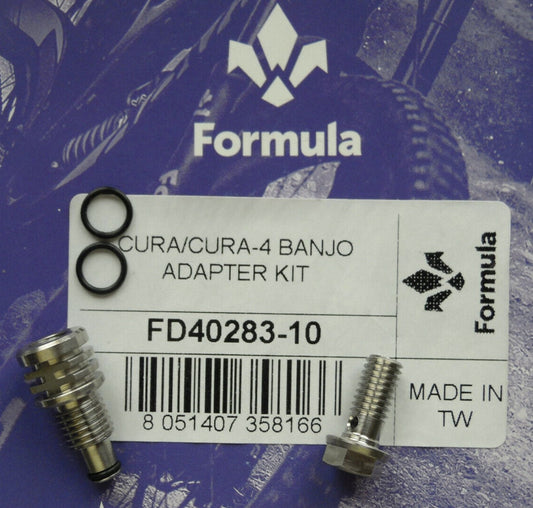 Formula
CURA/CURA-4 BANJO
ADAPTER KIT
FD40283-10
8 051407 358166
Formula
MADE IN
TW